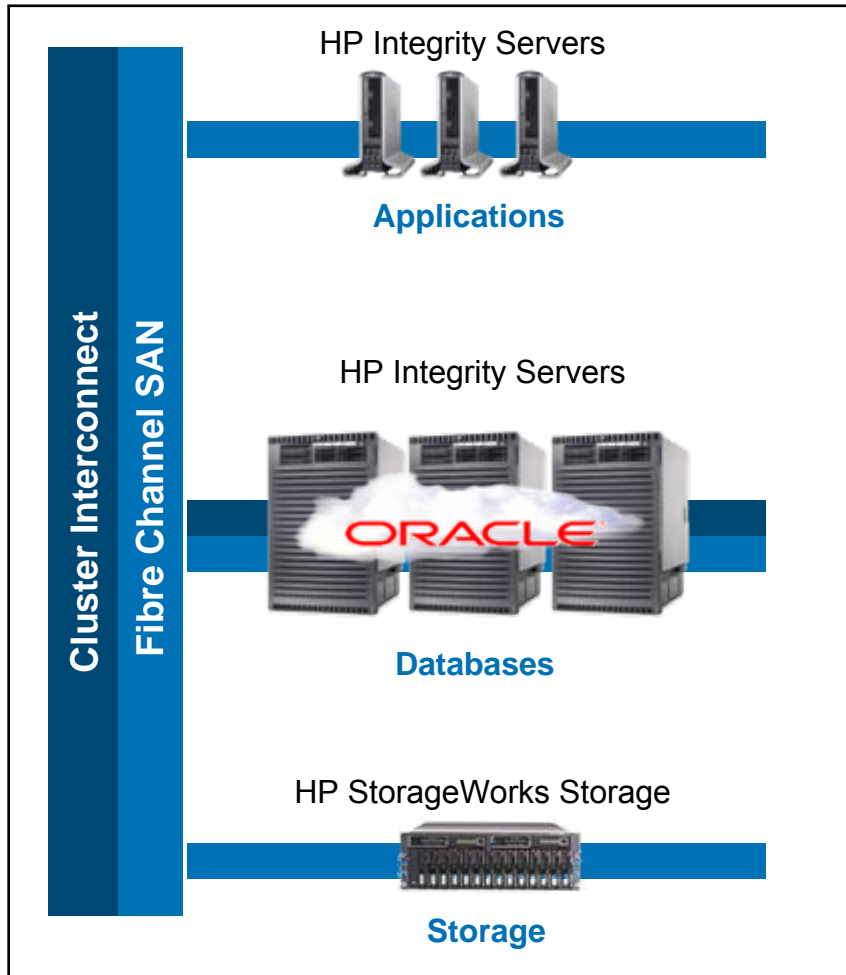 HP Integrity Servers
Applications
Cluster Interconnect
Fibre Channel SAN
HP Integrity Servers
ORACLE
Databases
HP StorageWorks Storage
Storage